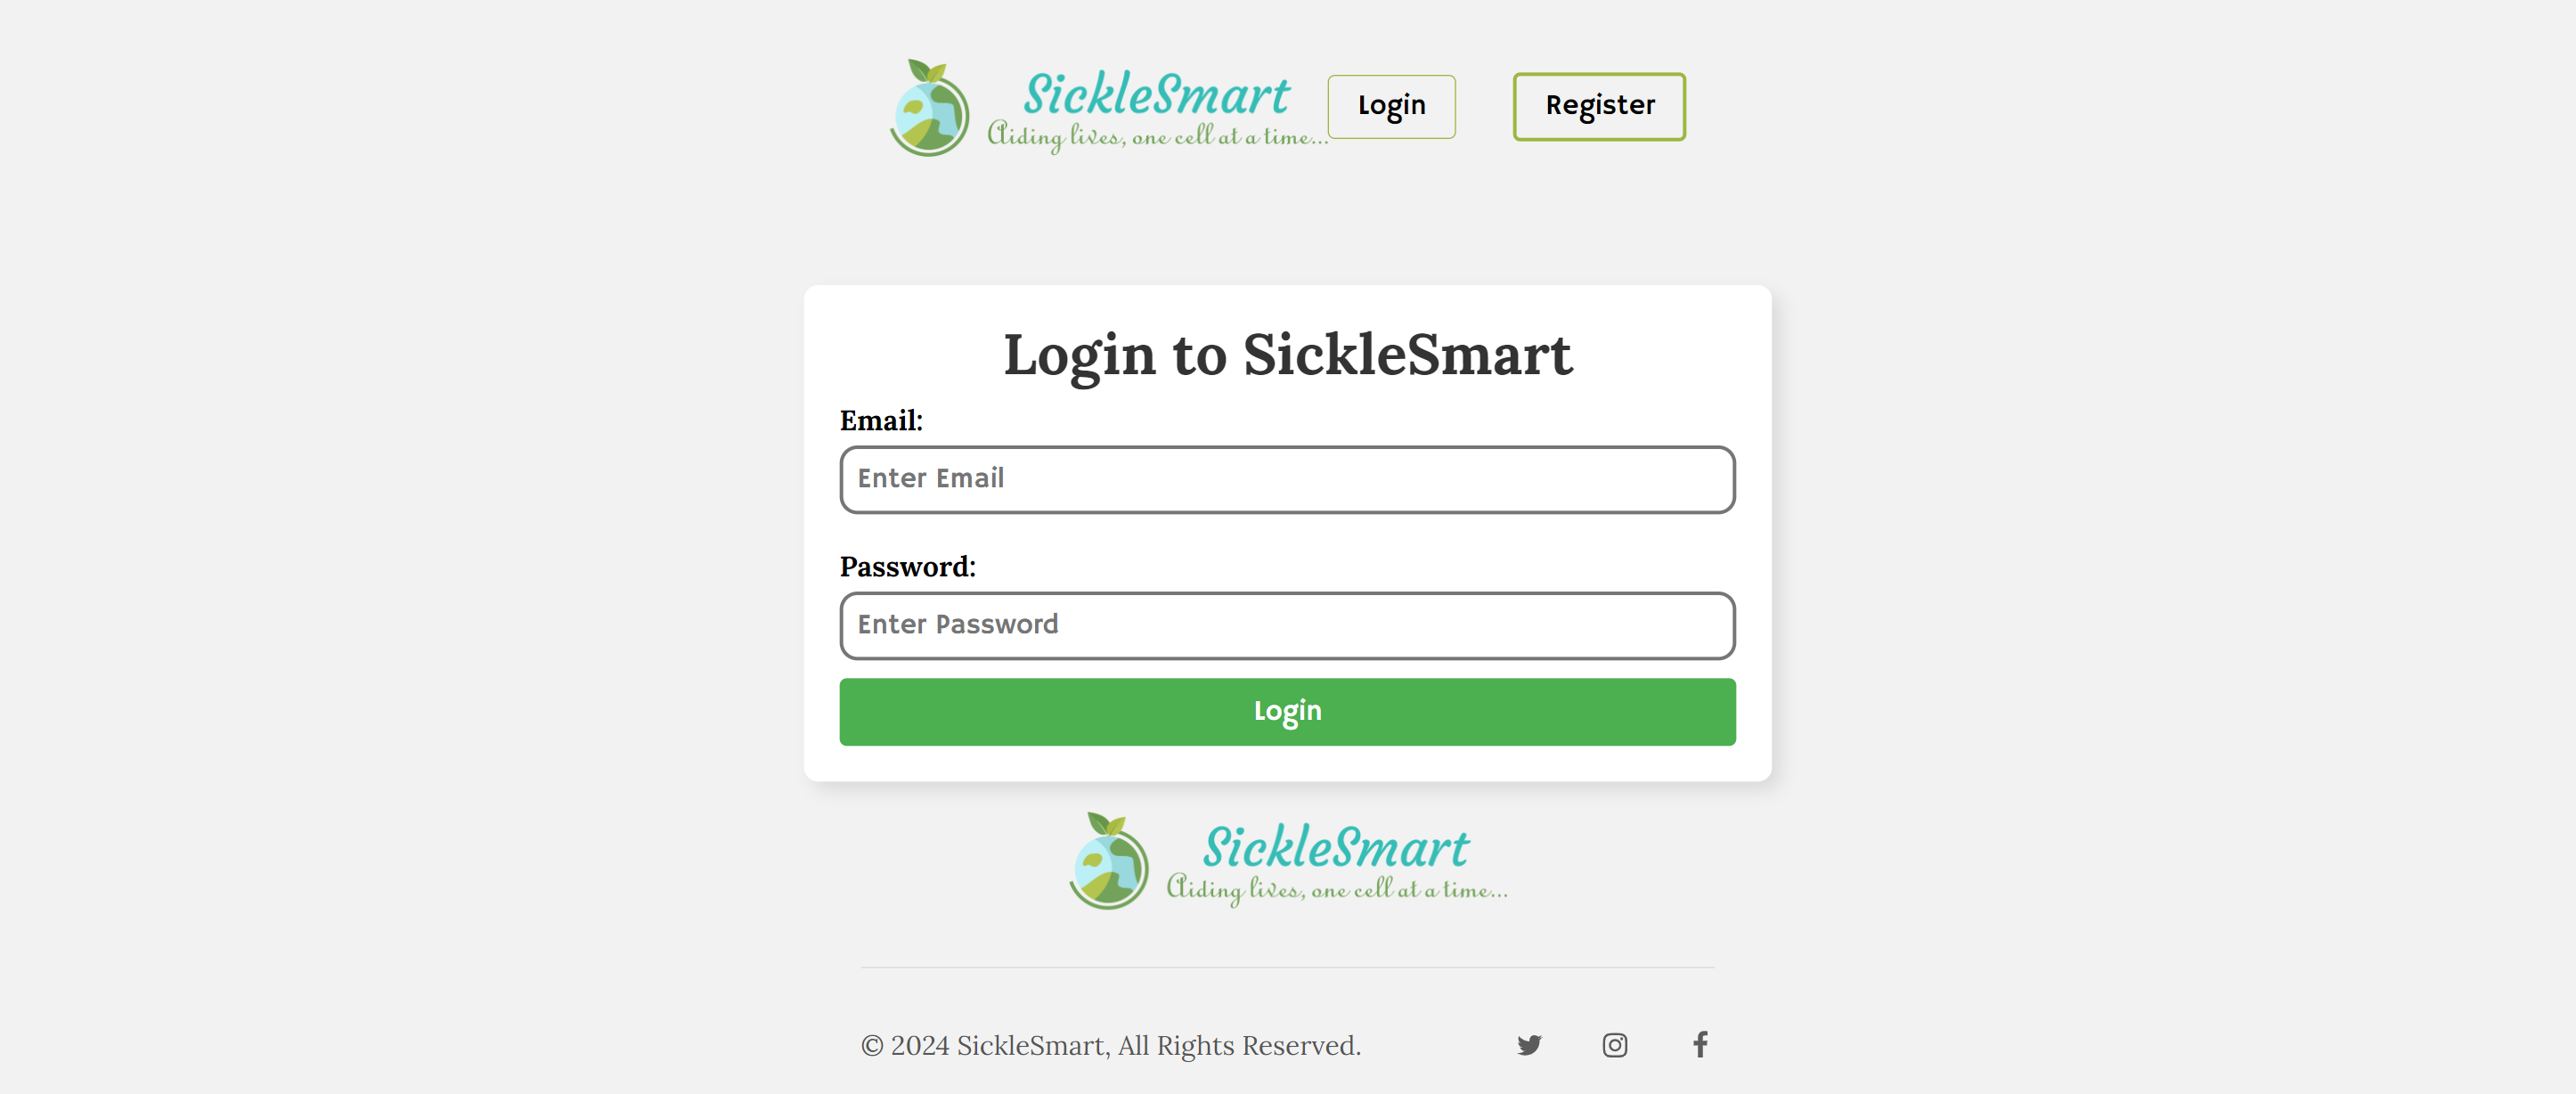 SickleSmart
Aiding lives, one cell at a time...
Login
Register
Login to SickleSmart
Email:
Enter Email
Password:
Enter Password
Login
SickleSmart
Aiding lives, one cell at a time...
© 2024 SickleSmart, All Rights Reserved.